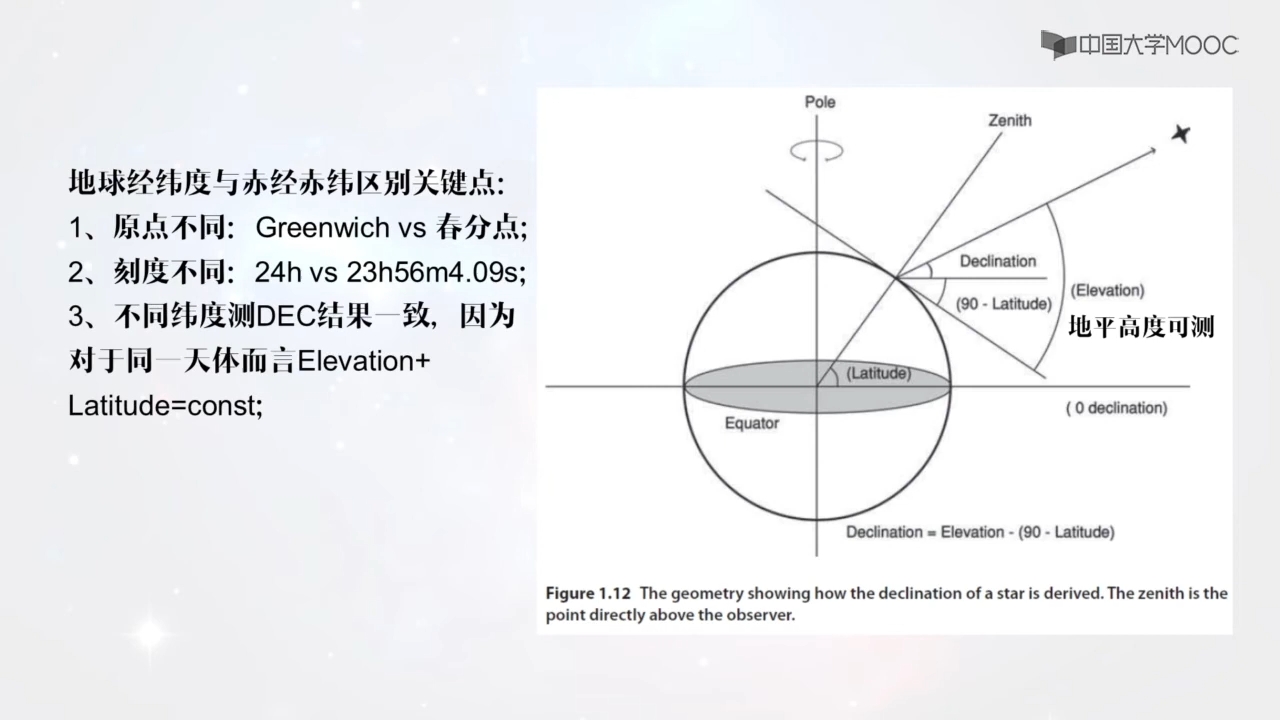 中国大学MOOC
地球经纬度与赤经赤纬区别关键点:
1、原点不同: Greenwich vs 春分点;
2、刻度不同: 24h vs 23h56m4.09s;
3、不同纬度测DEC结果一致, 因为
对于同一天体而言Elevation+
Latitude=const;
Pole
Zenith
Declination
(90 - Latitude)
(Elevation)
地平高度可测
(Latitude)
(0 declination)
Equator
Declination = Elevation - (90 - Latitude)
Figure 1.12 The geometry showing how the declination of a star is derived. The zenith is the
point directly above the observer.